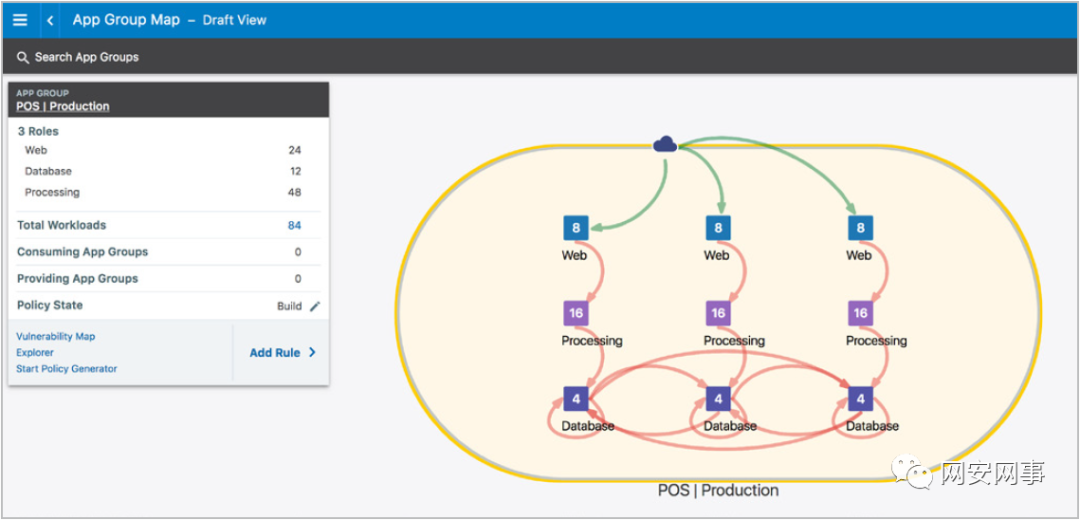 App Group Map – Draft View
Search App Groups
APP GROUP
POS | Production
3 Roles
Web 24
Database 12
Processing 48
Total Workloads 84
Consuming App Groups 0
Providing App Groups 0
Policy State Build
Vulnerability Map
Explorer
Start Policy Generator
Add Rule
8 8 8
Web Web Web
16 16 16
Processing Processing Processing
4 4 4
Database Database Database
POS | Production
网安网事